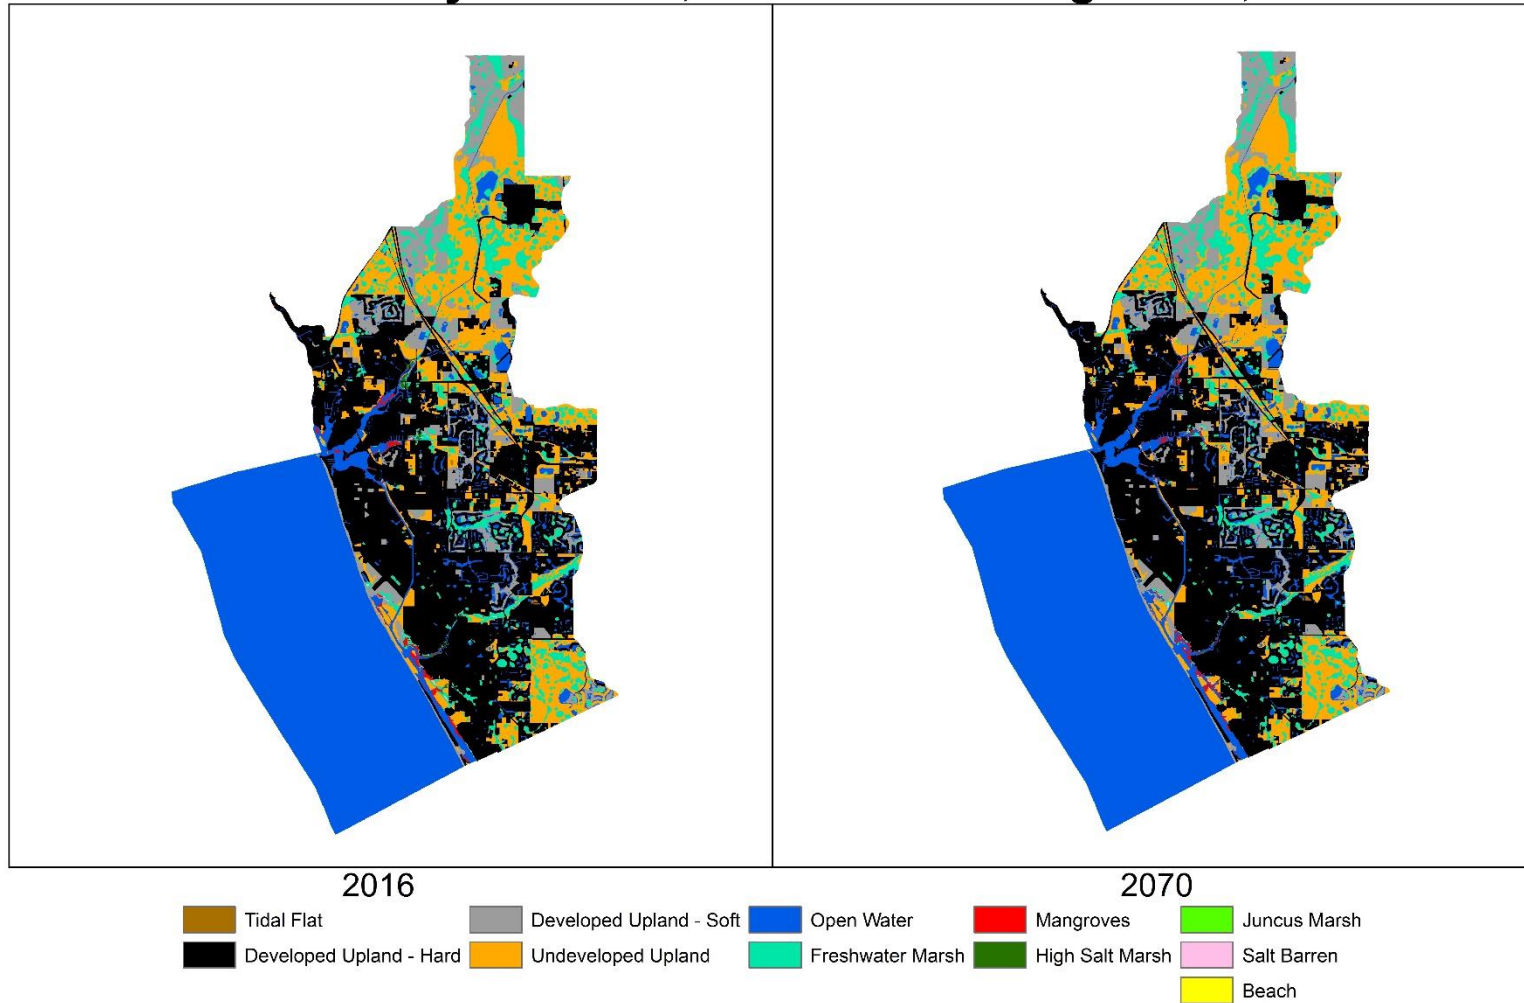 2016 2070
Tidal Flat Developed Upland - Soft Open Water Mangroves Juncus Marsh
Developed Upland - Hard Undeveloped Upland Freshwater Marsh High Salt Marsh Salt Barren
Beach